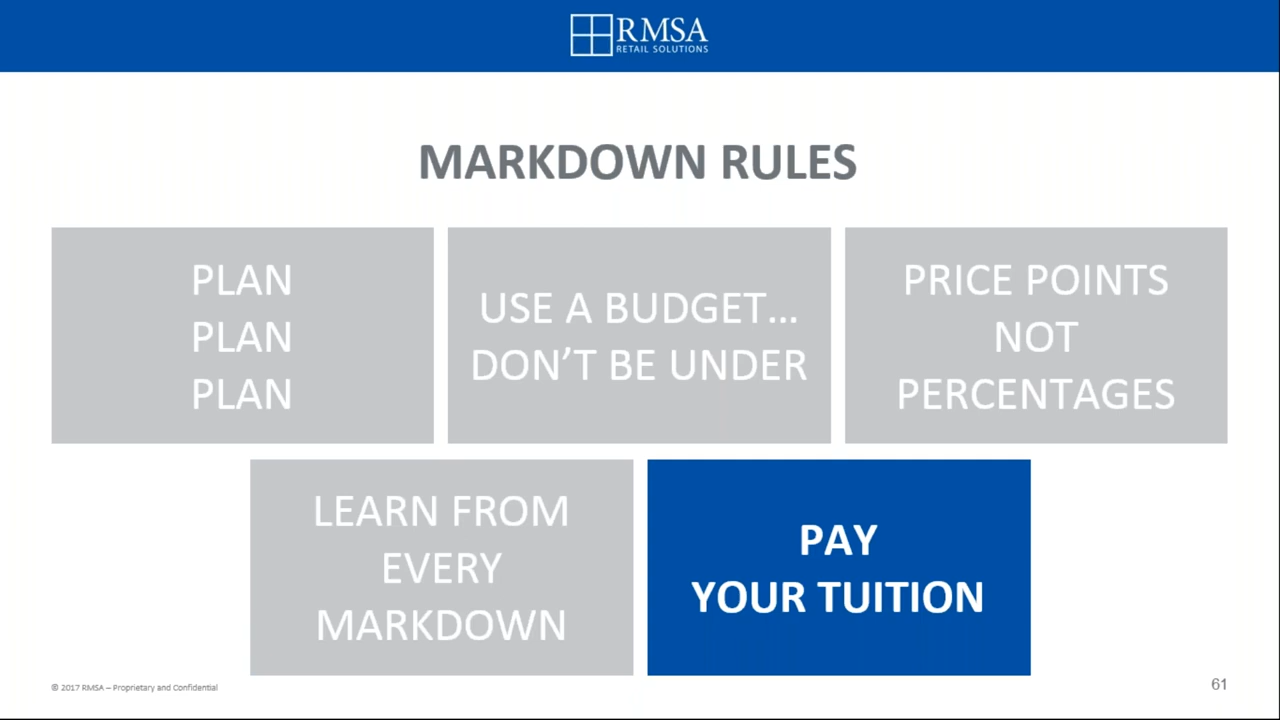 RMSA
RETAIL SOLUTIONS
MARKDOWN RULES
PLAN
PLAN
PLAN
USE A BUDGET...
DON'T BE UNDER
PRICE POINTS
NOT
PERCENTAGES
LEARN FROM
EVERY
MARKDOWN
PAY
YOUR TUITION
© 2017 RMSA – Proprietary and Confidential
61